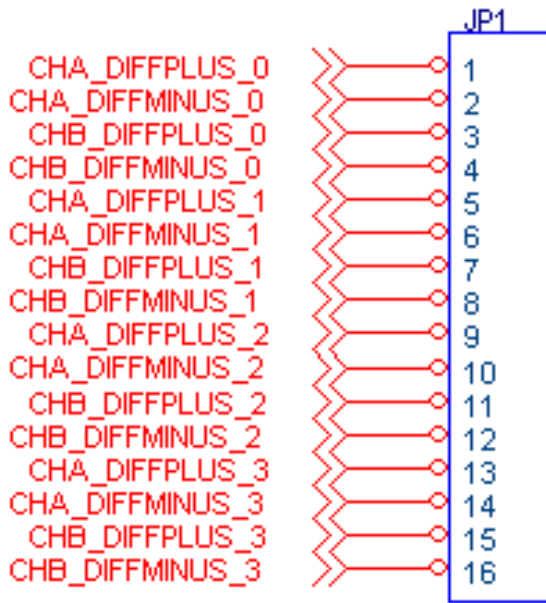 JP1
CHA_DIFFPLUS_0 1
CHA_DIFFMINUS_0 2
CHB_DIFFPLUS_0 3
CHB_DIFFMINUS_0 4
CHA_DIFFPLUS_1 5
CHA_DIFFMINUS_1 6
CHB_DIFFPLUS_1 7
CHB_DIFFMINUS_1 8
CHA_DIFFPLUS_2 9
CHA_DIFFMINUS_2 10
CHB_DIFFPLUS_2 11
CHB_DIFFMINUS_2 12
CHA_DIFFPLUS_3 13
CHA_DIFFMINUS_3 14
CHB_DIFFPLUS_3 15
CHB_DIFFMINUS_3 16